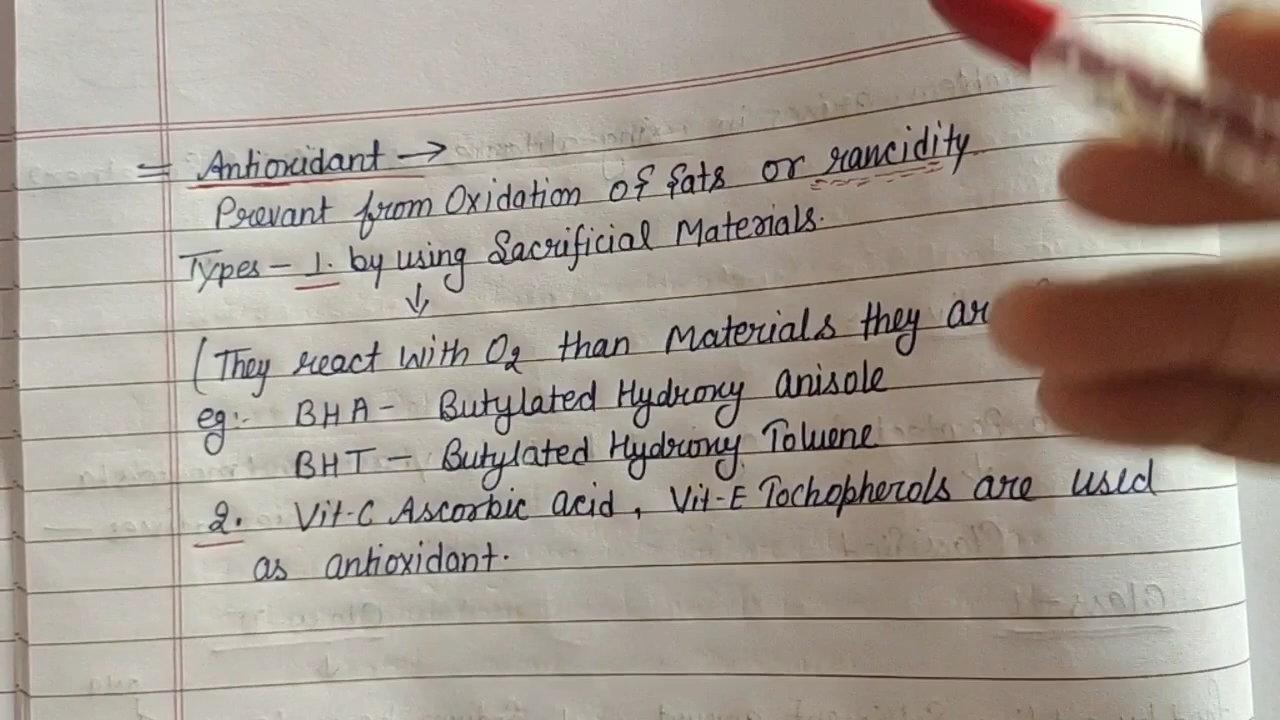 = Antioxidant →
Prevant from Oxidation of fats or rancidity
Types - 1. by using Sacrificial Materials.
↓
(They react with O2 than Materials they are
eg:- BHA - Butylated Hydroxy anisole
BHT - Butylated Hydroxy Toluene
2. Vit-C Ascorbic acid, Vit-E Tochopherols are used
as antioxidant.